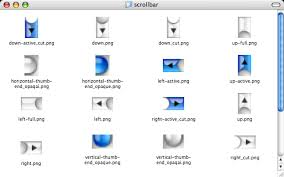 scrollbar
down-active_cut.png
down.png
down_cut.png
up-full.png
horizontal-thumb-
end_opaqal.png
horizontal-thumb-
end_opaque.png
left-active.png
up-active.png
left-full.png
left.png
right-active_cut.png
up.png
right.png
vertical-thumb-
end_opaqal.png
vertical-thumb-
end_opaque.png
right_cut.png